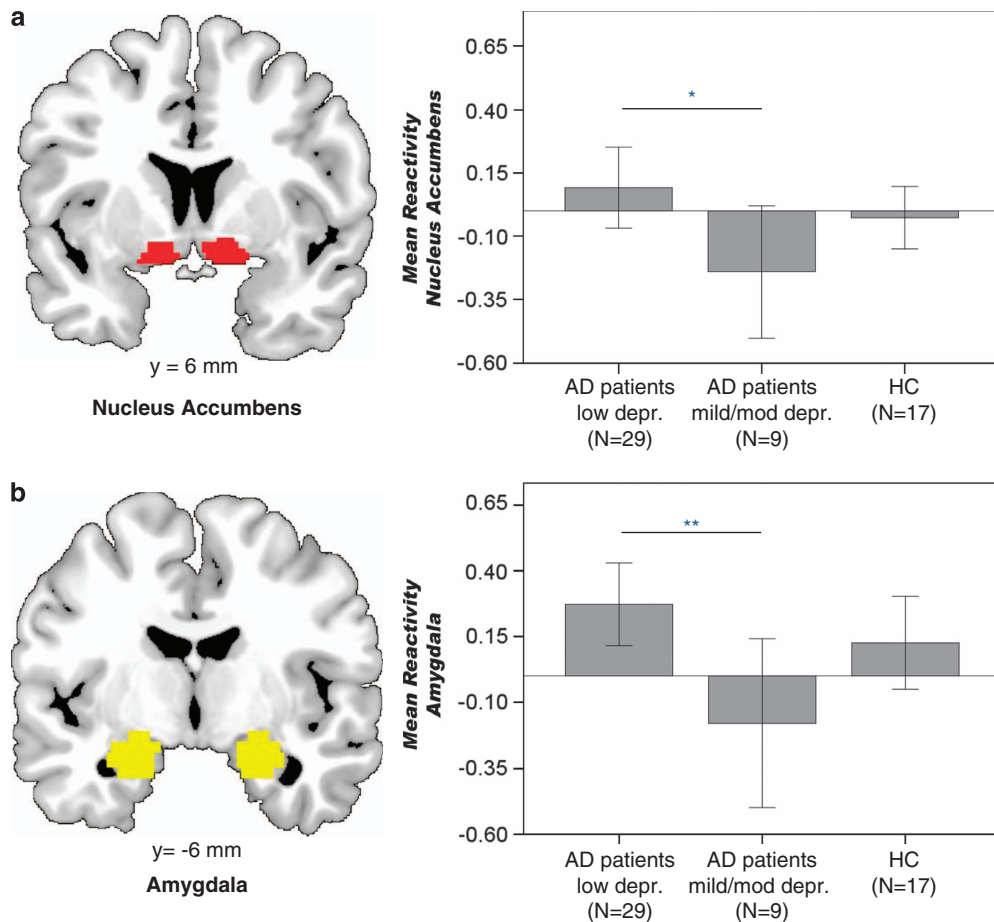 a
y = 6 mm
Nucleus Accumbens
Mean Reactivity
Nucleus Accumbens
0.65
0.40
0.15
-0.10
-0.35
-0.60
*
AD patients
low depr.
(N=29)
AD patients
mild/mod depr.
(N=9)
HC
(N=17)
b
y= -6 mm
Amygdala
Mean Reactivity
Amygdala
0.65
0.40
0.15
-0.10
-0.35
-0.60
**
AD patients
low depr.
(N=29)
AD patients
mild/mod depr.
(N=9)
HC
(N=17)